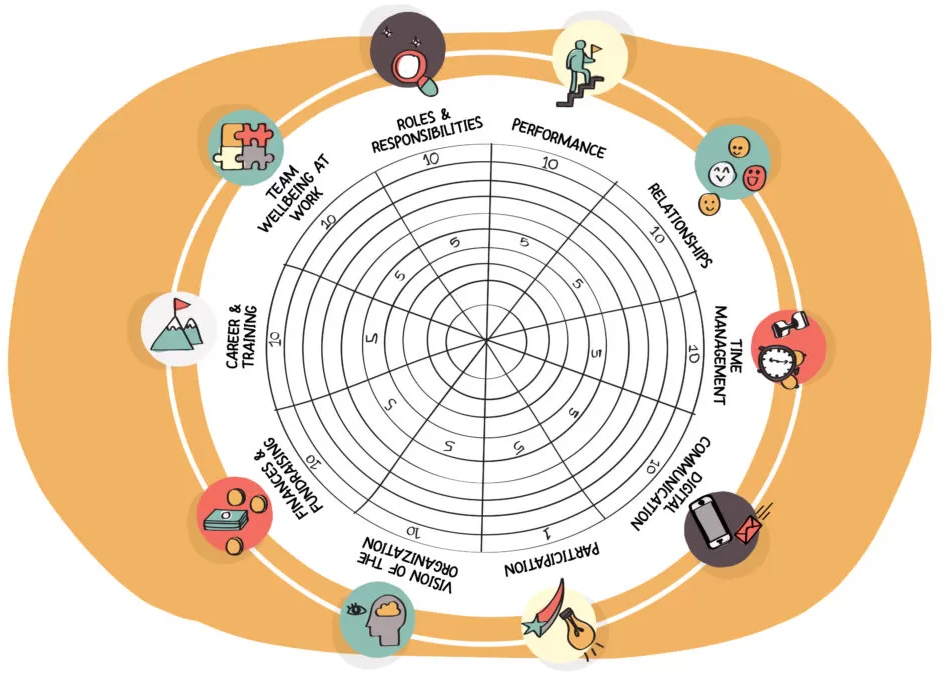 ROLES &
RESPONSIBILITIES
PERFORMANCE
RELATIONSHIPS
TIME
MANAGEMENT
DIGITAL
COMMUNICATION
PARTICIPATION
VISION OF THE
ORGANIZATION
FINANCES &
FUNDRAISING
CAREER &
TRAINING
TEAM
WELLBEING AT
WORK
10
10
10
10
10
1
10
10
10
10
5
5
5
5
5
5
5
5
5
5